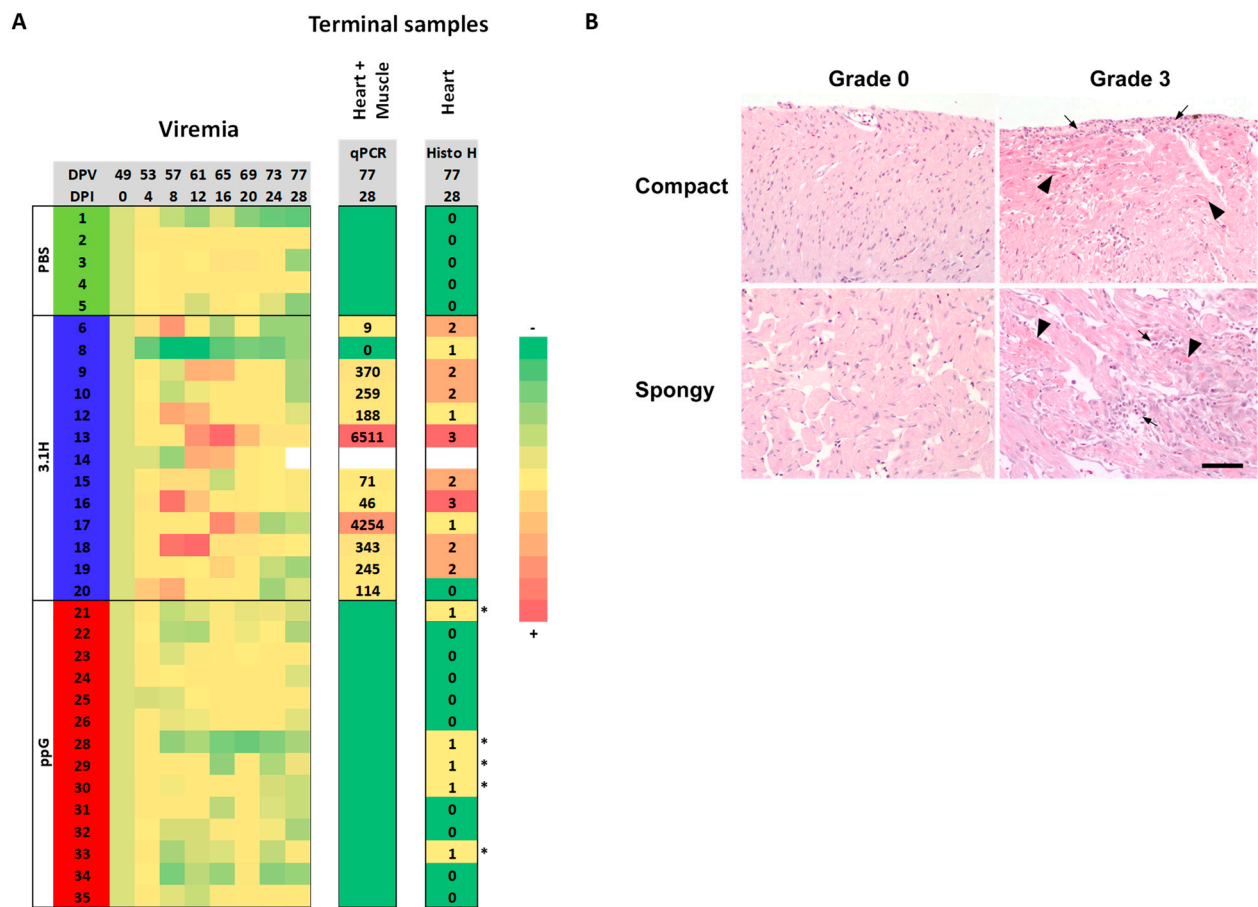 A
B
Terminal samples
Heart +
Muscle
Heart
Viremia
qPCR
Histo H
DPV 49 53 57 61 65 69 73 77
77
77
DPI 0 4 8 12 16 20 24 28
28
28
PBS
1 0
2 0
3 0
4 0
5 0
3.1H
6 9 2
8 0 1
9 370 2
10 259 2
12 188 1
13 6511 3
14
15 71 2
16 46 3
17 4254 1
18 343 2
19 245 2
20 114 0
ppG
21 1 *
22 0
23 0
24 0
25 0
26 0
28 1 *
29 1 *
30 1 *
31 0
32 0
33 1 *
34 0
35 0
-
+
Grade 0
Grade 3
Compact
Spongy